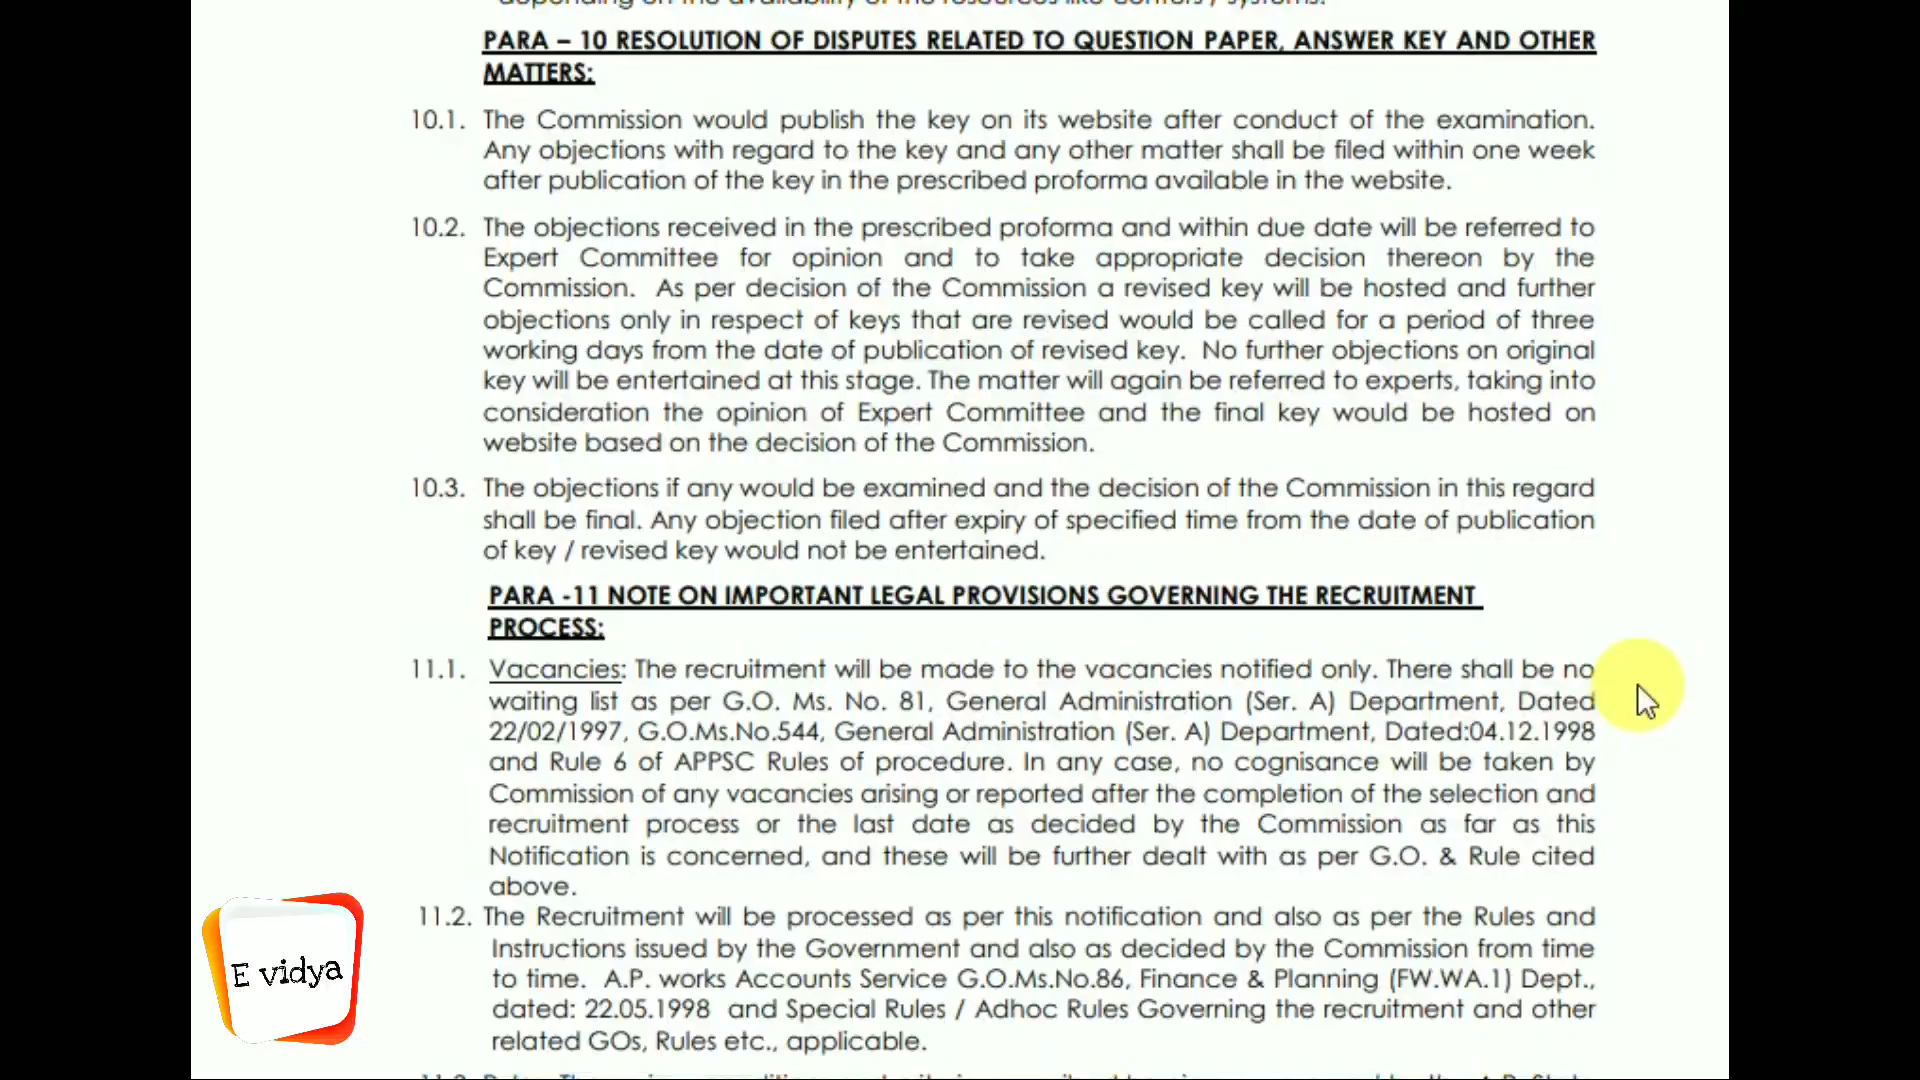 depending on the availability of the resources like centers / systems.
PARA – 10 RESOLUTION OF DISPUTES RELATED TO QUESTION PAPER, ANSWER KEY AND OTHER
MATTERS:
10.1. The Commission would publish the key on its website after conduct of the examination.
Any objections with regard to the key and any other matter shall be filed within one week
after publication of the key in the prescribed proforma available in the website.
10.2. The objections received in the prescribed proforma and within due date will be referred to
Expert Committee for opinion and to take appropriate decision thereon by the
Commission. As per decision of the Commission a revised key will be hosted and further
objections only in respect of keys that are revised would be called for a period of three
working days from the date of publication of revised key. No further objections on original
key will be entertained at this stage. The matter will again be referred to experts, taking into
consideration the opinion of Expert Committee and the final key would be hosted on
website based on the decision of the Commission.
10.3. The objections if any would be examined and the decision of the Commission in this regard
shall be final. Any objection filed after expiry of specified time from the date of publication
of key / revised key would not be entertained.
PARA -11 NOTE ON IMPORTANT LEGAL PROVISIONS GOVERNING THE RECRUITMENT
PROCESS:
11.1. Vacancies: The recruitment will be made to the vacancies notified only. There shall be no
waiting list as per G.O. Ms. No. 81, General Administration (Ser. A) Department, Dated
22/02/1997, G.O.Ms.No.544, General Administration (Ser. A) Department, Dated:04.12.1998
and Rule 6 of APPSC Rules of procedure. In any case, no cognisance will be taken by
Commission of any vacancies arising or reported after the completion of the selection and
recruitment process or the last date as decided by the Commission as far as this
Notification is concerned, and these will be further dealt with as per G.O. & Rule cited
above.
11.2. The Recruitment will be processed as per this notification and also as per the Rules and
Instructions issued by the Government and also as decided by the Commission from time
to time. A.P. works Accounts Service G.O.Ms.No.86, Finance & Planning (FW.WA.1) Dept.,
dated: 22.05.1998 and Special Rules / Adhoc Rules Governing the recruitment and other
related GOs, Rules etc., applicable.
E vidya